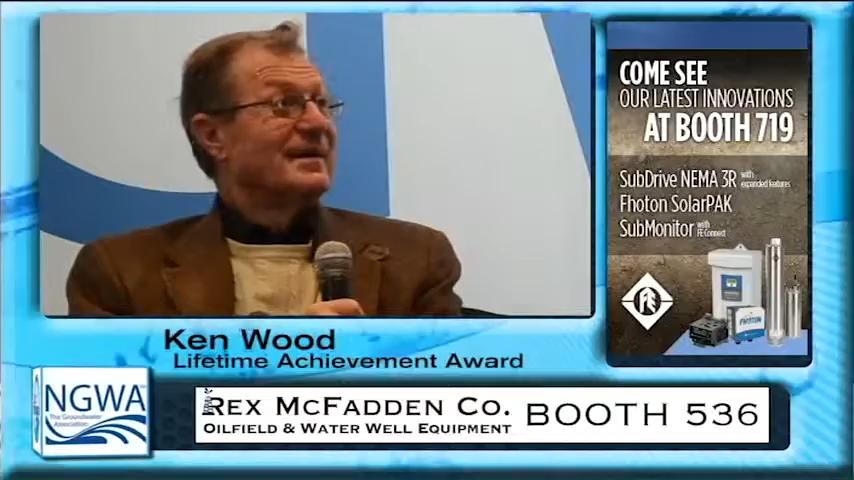 COME SEE
OUR LATEST INNOVATIONS
AT BOOTH 719
SubDrive NEMA 3R with expanded features
Fhoton SolarPAK
SubMonitor with FE Connect
FE
FHOTON
Ken Wood
Lifetime Achievement Award
NGWA
The Groundwater
Association
REX MCFADDEN CO.
OILFIELD & WATER WELL EQUIPMENT
BOOTH 536